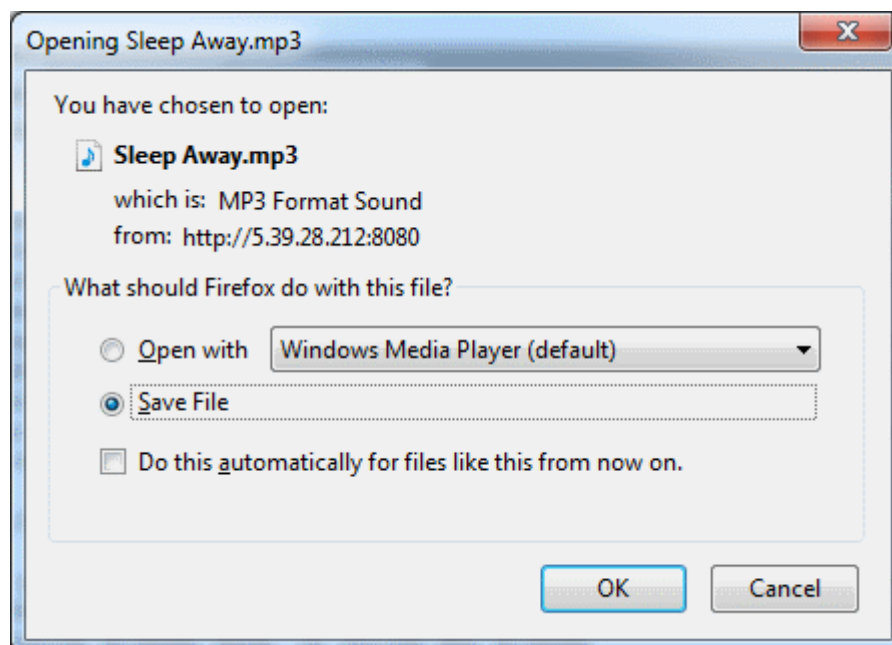 Opening Sleep Away.mp3
You have chosen to open:
Sleep Away.mp3
which is: MP3 Format Sound
from: http://5.39.28.212:8080
What should Firefox do with this file?
Open with Windows Media Player (default)
Save File
Do this automatically for files like this from now on.
OK Cancel